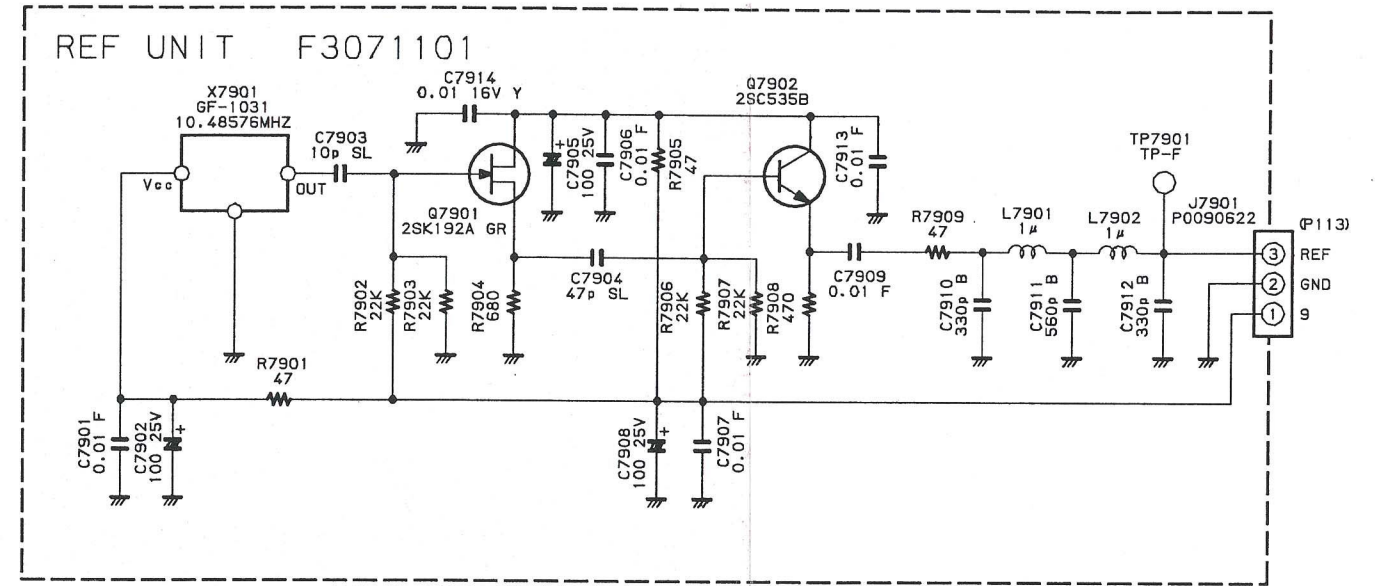 REF UNIT F3071101
X7901
GF-1031
10.48576MHZ
Vcc
OUT
C7903
10p SL
C7914
0.01 16V Y
Q7901
2SK192A GR
C7905
100 25V
C7906
0.01 F
R7905
47
Q7902
2SC535B
C7913
0.01 F
TP7901
TP-F
J7901
P0090622
(P113)
3 REF
2 GND
1 9
R7902
22K
R7903
22K
R7904
680
C7904
47p SL
R7906
22K
R7907
22K
R7908
470
C7909
0.01 F
R7909
47
L7901
1μ
L7902
1μ
C7910
330p B
C7911
560p B
C7912
330p B
R7901
47
C7901
0.01 F
C7902
100 25V
+
+
C7908
100 25V
+
C7907
0.01 F